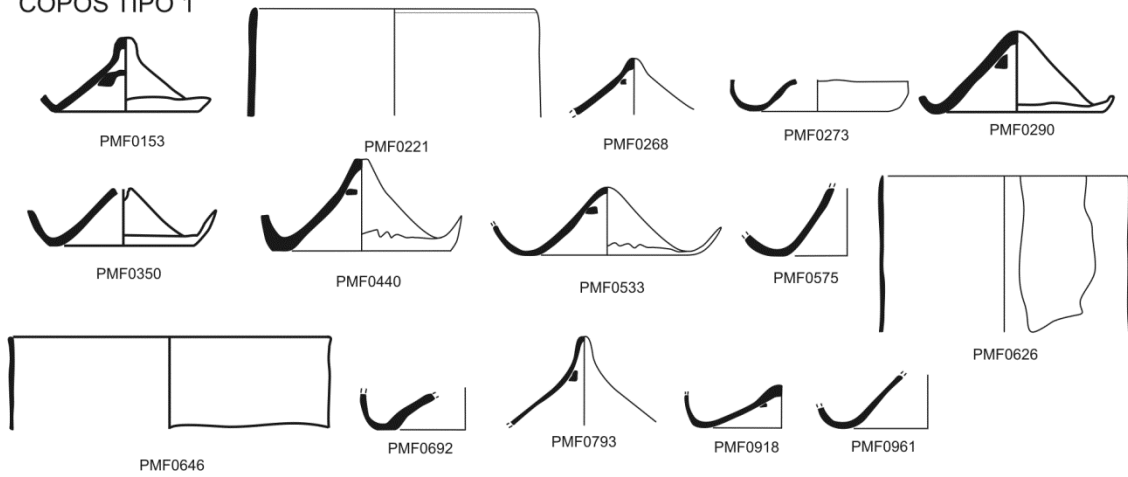 COPOS TIPO 1
PMF0153
PMF0221
PMF0268
PMF0273
PMF0290
PMF0350
PMF0440
PMF0533
PMF0575
PMF0626
PMF0646
PMF0692
PMF0793
PMF0918
PMF0961